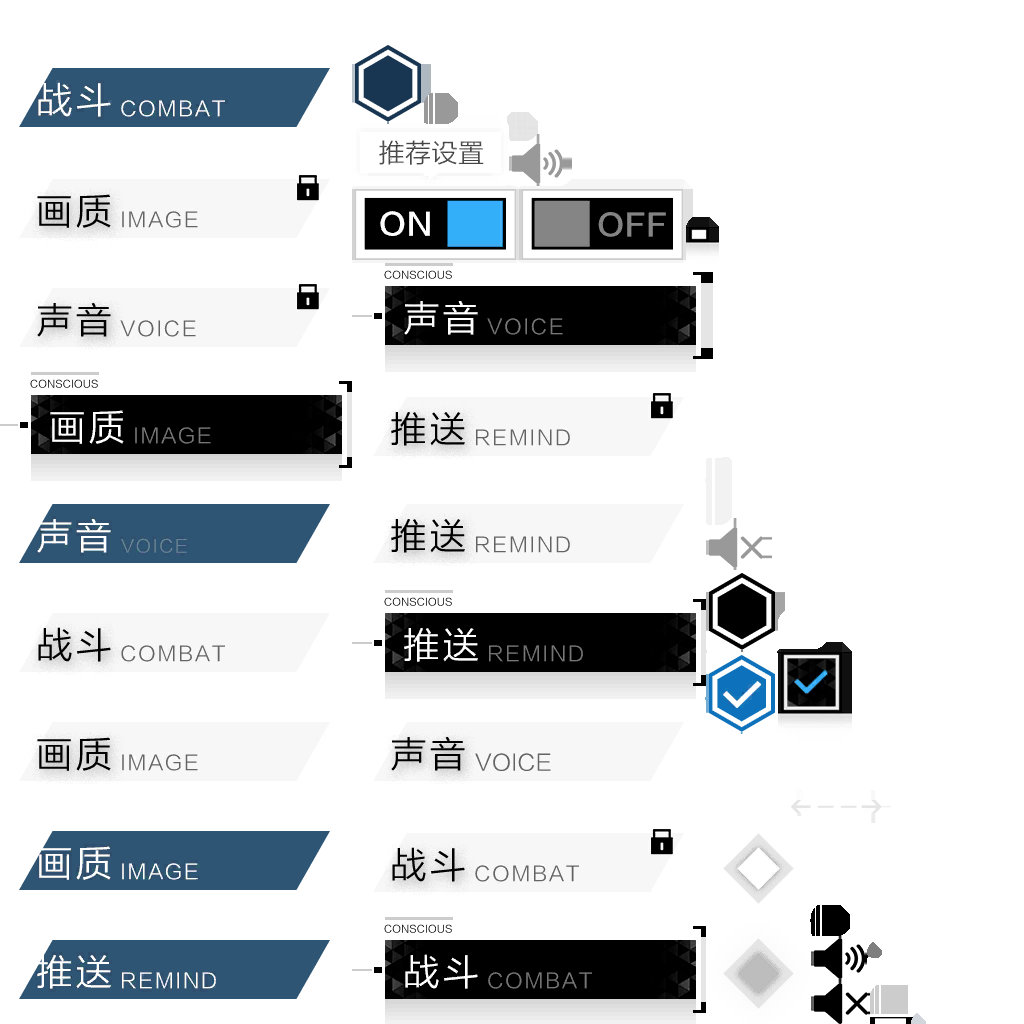 战斗 COMBAT
推荐设置
画质 IMAGE
ON
OFF
CONSCIOUS
声音 VOICE
声音 VOICE
CONSCIOUS
画质 IMAGE
推送 REMIND
声音 VOICE
推送 REMIND
CONSCIOUS
战斗 COMBAT
推送 REMIND
画质 IMAGE
声音 VOICE
画质 IMAGE
战斗 COMBAT
CONSCIOUS
推送 REMIND
战斗 COMBAT